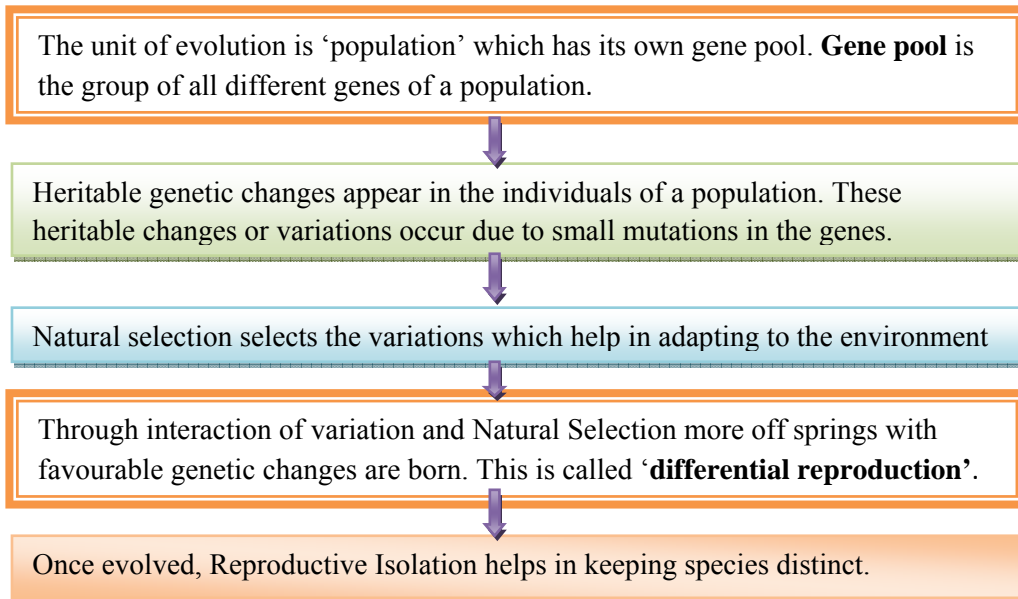 The unit of evolution is ‘population’ which has its own gene pool. Gene pool is
the group of all different genes of a population.
Heritable genetic changes appear in the individuals of a population. These
heritable changes or variations occur due to small mutations in the genes.
Natural selection selects the variations which help in adapting to the environment
Through interaction of variation and Natural Selection more off springs with
favourable genetic changes are born. This is called ‘differential reproduction’.
Once evolved, Reproductive Isolation helps in keeping species distinct.